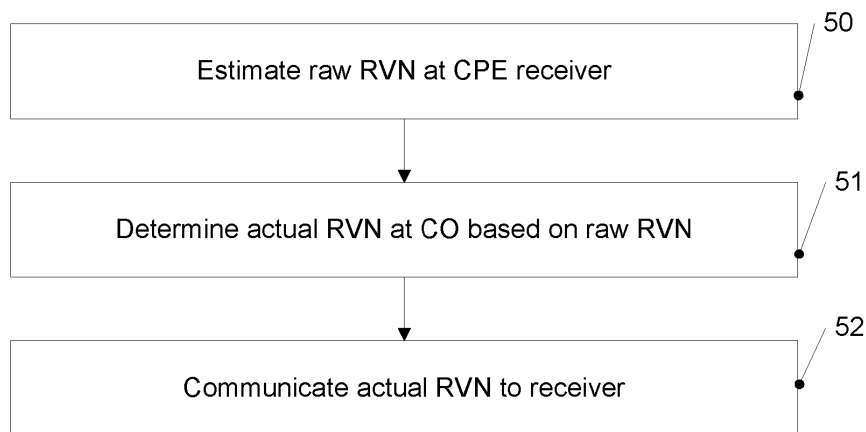 50
Estimate raw RVN at CPE receiver
51
Determine actual RVN at CO based on raw RVN
52
Communicate actual RVN to receiver